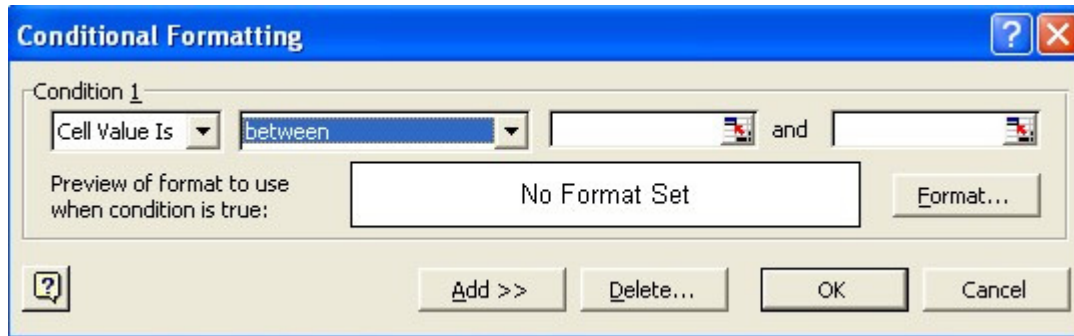 Conditional Formatting
Condition 1
Cell Value Is between and
Preview of format to use
when condition is true:
No Format Set
Format...
Add >> Delete... OK Cancel